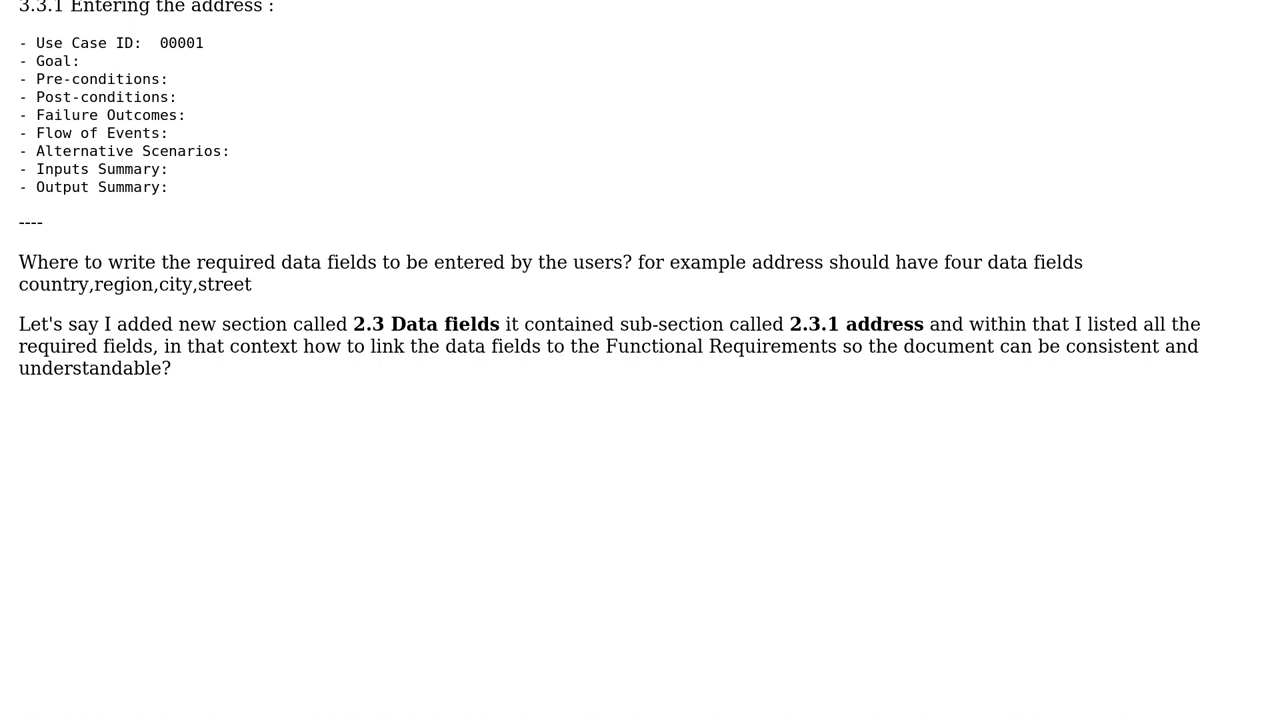 3.3.1 Entering the address :
- Use Case ID:  00001
- Goal:
- Pre-conditions:
- Post-conditions:
- Failure Outcomes:
- Flow of Events:
- Alternative Scenarios:
- Inputs Summary:
- Output Summary:
----
Where to write the required data fields to be entered by the users? for example address should have four data fields
country,region,city,street
Let's say I added new section called 2.3 Data fields it contained sub-section called 2.3.1 address and within that I listed all the
required fields, in that context how to link the data fields to the Functional Requirements so the document can be consistent and
understandable?